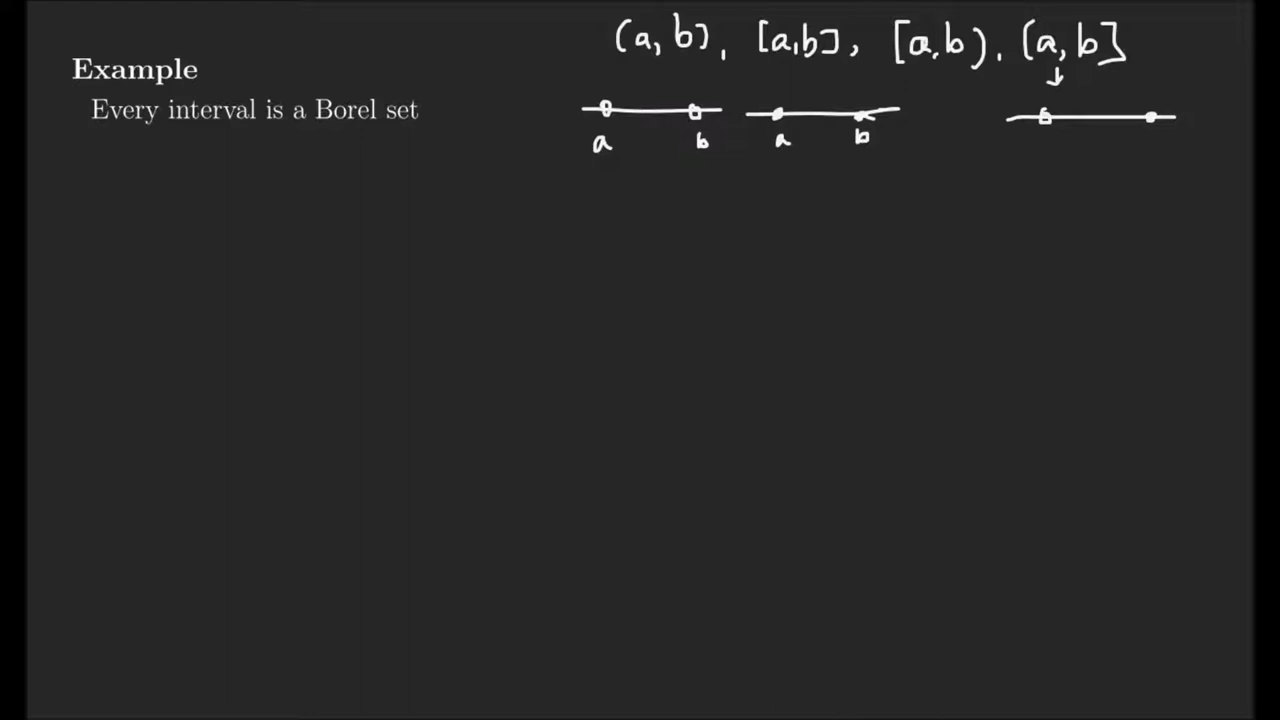 (a, b), [a,b], [a,b), (a, b]
Example
Every interval is a Borel set
a b a b